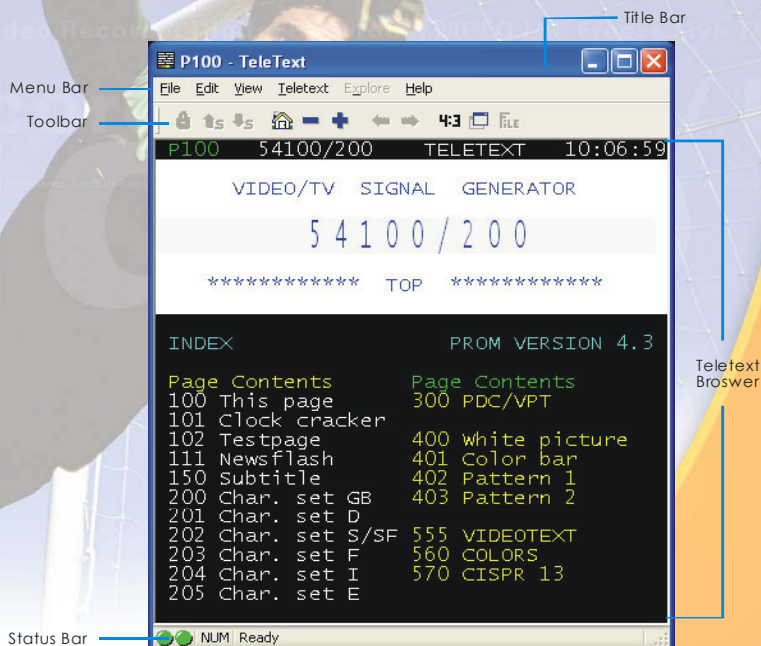 Title Bar
P100 - TeleText
Menu Bar
File Edit View Teletext Explore Help
Toolbar
S S 4:3 FILE
P100 54100/200 TELETEXT 10:06:59
VIDEO/TV SIGNAL GENERATOR
54100/200
************ TOP ************
INDEX PROM VERSION 4.3
Teletext
Broswer
Page Contents Page Contents
100 This page 300 PDC/VPT
101 Clock cracker
102 Testpage 400 White picture
111 Newsflash 401 Color bar
150 Subtitle 402 Pattern 1
200 Char. set GB 403 Pattern 2
201 Char. set D
202 Char. set S/SF 555 VIDEOTEXT
203 Char. set F 560 COLORS
204 Char. set I 570 CISPR 13
205 Char. set E
Status Bar
NUM Ready